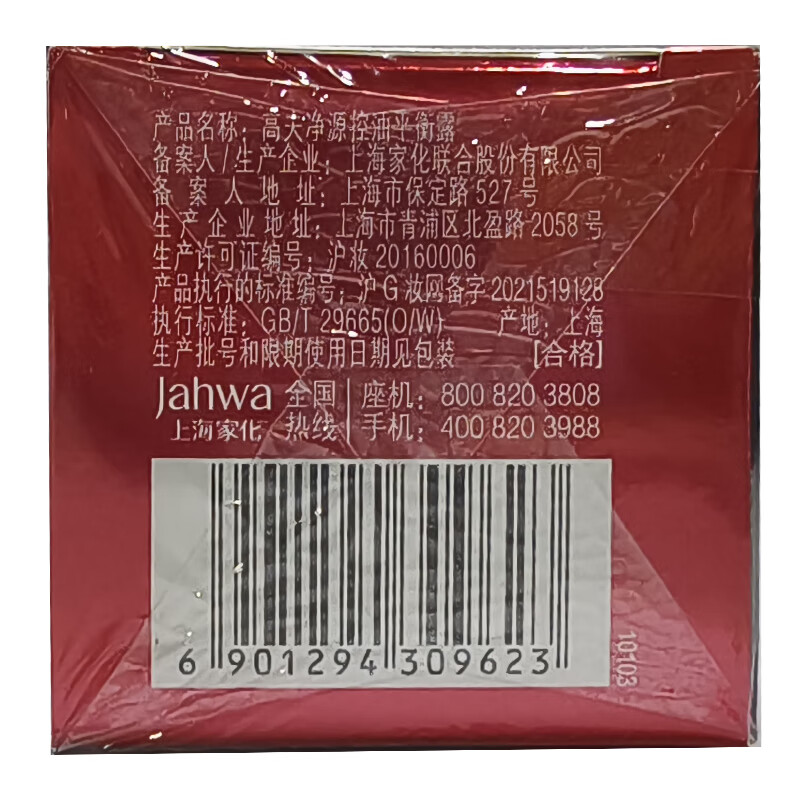 产品名称：高夫净源控油平衡露
备案人/生产企业：上海家化联合股份有限公司
备案人地址：上海市保定路527号
生产企业地址：上海市青浦区北盈路2058号
生产许可证编号：沪妆20160006
产品执行的标准编号：沪G妆网备字2021519128
执行标准：GB/T 29665(O/W) 产地：上海
生产批号和限期使用日期见包装 [合格]
Jahwa 全国 座机：800 820 3808
上海家化 热线 手机：400 820 3988
6 901294 309623
10103